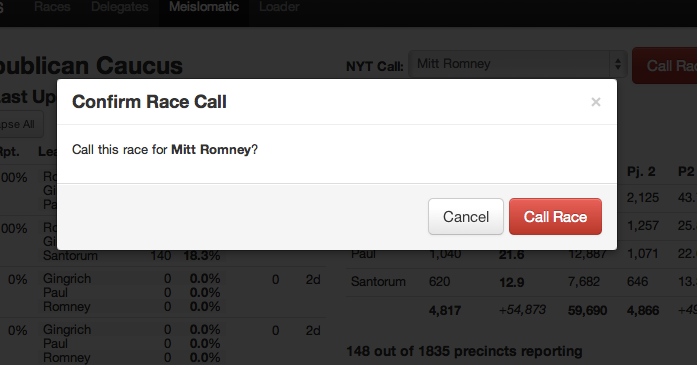 s Races Delegates Meislomatic Loader
publican Caucus
NYT Call: Mitt Romney Call Rac
ast Up
Confirm Race Call ×
Call this race for Mitt Romney?
Cancel Call Race
pse All
Rpt. Lea
Pj. 2 P2
00% Ro
Gi
Pa
2,125 43.
00% Ro
Gi
1,257 25.
Santorum 140 18.3%
Paul 1,040 21.6 12,887 1,071 22.
0% Gingrich 0 0.0% 0 2d
Paul 0 0.0%
Romney 0 0.0%
Santorum 620 12.9 7,682 646 13.
4,817 +54,873 59,690 4,866 +49
0% Gingrich 0 0.0% 0 2d
Paul 0 0.0%
Romney 0 0.0%
148 out of 1835 precincts reporting